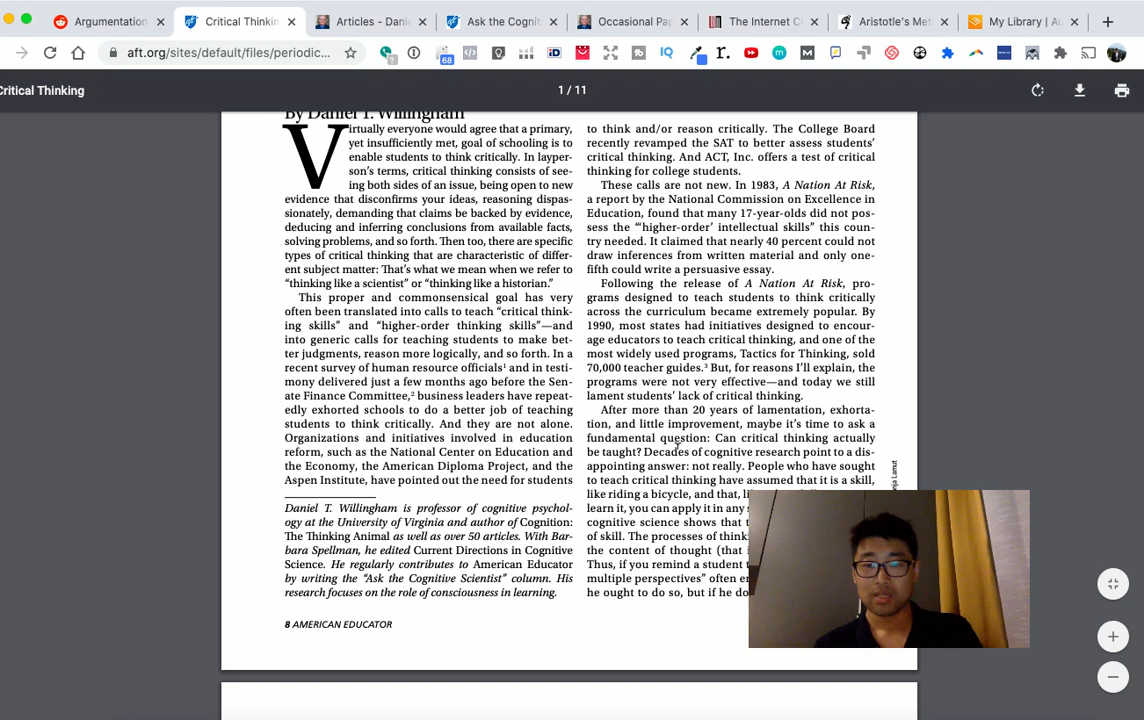 Argumentation
Critical Thinkin
Articles - Danie
Ask the Cogniti
Occasional Pap
The Internet C
Aristotle's Met
My Library | Au
aft.org/sites/default/files/periodic...
68
iD
IQ
r.
Critical Thinking
1 / 11
By Daniel T. Willingham
Virtually everyone would agree that a primary,
yet insufficiently met, goal of schooling is to
enable students to think critically. In layper-
son's terms, critical thinking consists of see-
ing both sides of an issue, being open to new
evidence that disconfirms your ideas, reasoning dispas-
sionately, demanding that claims be backed by evidence,
deducing and inferring conclusions from available facts,
solving problems, and so forth. Then too, there are specific
types of critical thinking that are characteristic of differ-
ent subject matter: That's what we mean when we refer to
“thinking like a scientist” or “thinking like a historian.”
This proper and commonsensical goal has very
often been translated into calls to teach “critical think-
ing skills” and “higher-order thinking skills”—and
into generic calls for teaching students to make bet-
ter judgments, reason more logically, and so forth. In a
recent survey of human resource officials¹ and in testi-
mony delivered just a few months ago before the Sen-
ate Finance Committee,² business leaders have repeat-
edly exhorted schools to do a better job of teaching
students to think critically. And they are not alone.
Organizations and initiatives involved in education
reform, such as the National Center on Education and
the Economy, the American Diploma Project, and the
Aspen Institute, have pointed out the need for students
Daniel T. Willingham is professor of cognitive psychol-
ogy at the University of Virginia and author of Cognition:
The Thinking Animal as well as over 50 articles. With Bar-
bara Spellman, he edited Current Directions in Cognitive
Science. He regularly contributes to American Educator
by writing the “Ask the Cognitive Scientist” column. His
research focuses on the role of consciousness in learning.
8 AMERICAN EDUCATOR
to think and/or reason critically. The College Board
recently revamped the SAT to better assess students'
critical thinking. And ACT, Inc. offers a test of critical
thinking for college students.
These calls are not new. In 1983, A Nation At Risk,
a report by the National Commission on Excellence in
Education, found that many 17-year-olds did not pos-
sess the “‘higher-order’ intellectual skills” this coun-
try needed. It claimed that nearly 40 percent could not
draw inferences from written material and only one-
fifth could write a persuasive essay.
Following the release of A Nation At Risk, pro-
grams designed to teach students to think critically
across the curriculum became extremely popular. By
1990, most states had initiatives designed to encour-
age educators to teach critical thinking, and one of the
most widely used programs, Tactics for Thinking, sold
70,000 teacher guides.³ But, for reasons I'll explain, the
programs were not very effective—and today we still
lament students' lack of critical thinking.
After more than 20 years of lamentation, exhorta-
tion, and little improvement, maybe it's time to ask a
fundamental question: Can critical thinking actually
be taught? Decades of cognitive research point to a dis-
appointing answer: not really. People who have sought
to teach critical thinking have assumed that it is a skill,
like riding a bicycle, and that, li
learn it, you can apply it in any s
cognitive science shows that t
of skill. The processes of think
the content of thought (that i
Thus, if you remind a student t
multiple perspectives” often en
he ought to do so, but if he do
nja Lamut